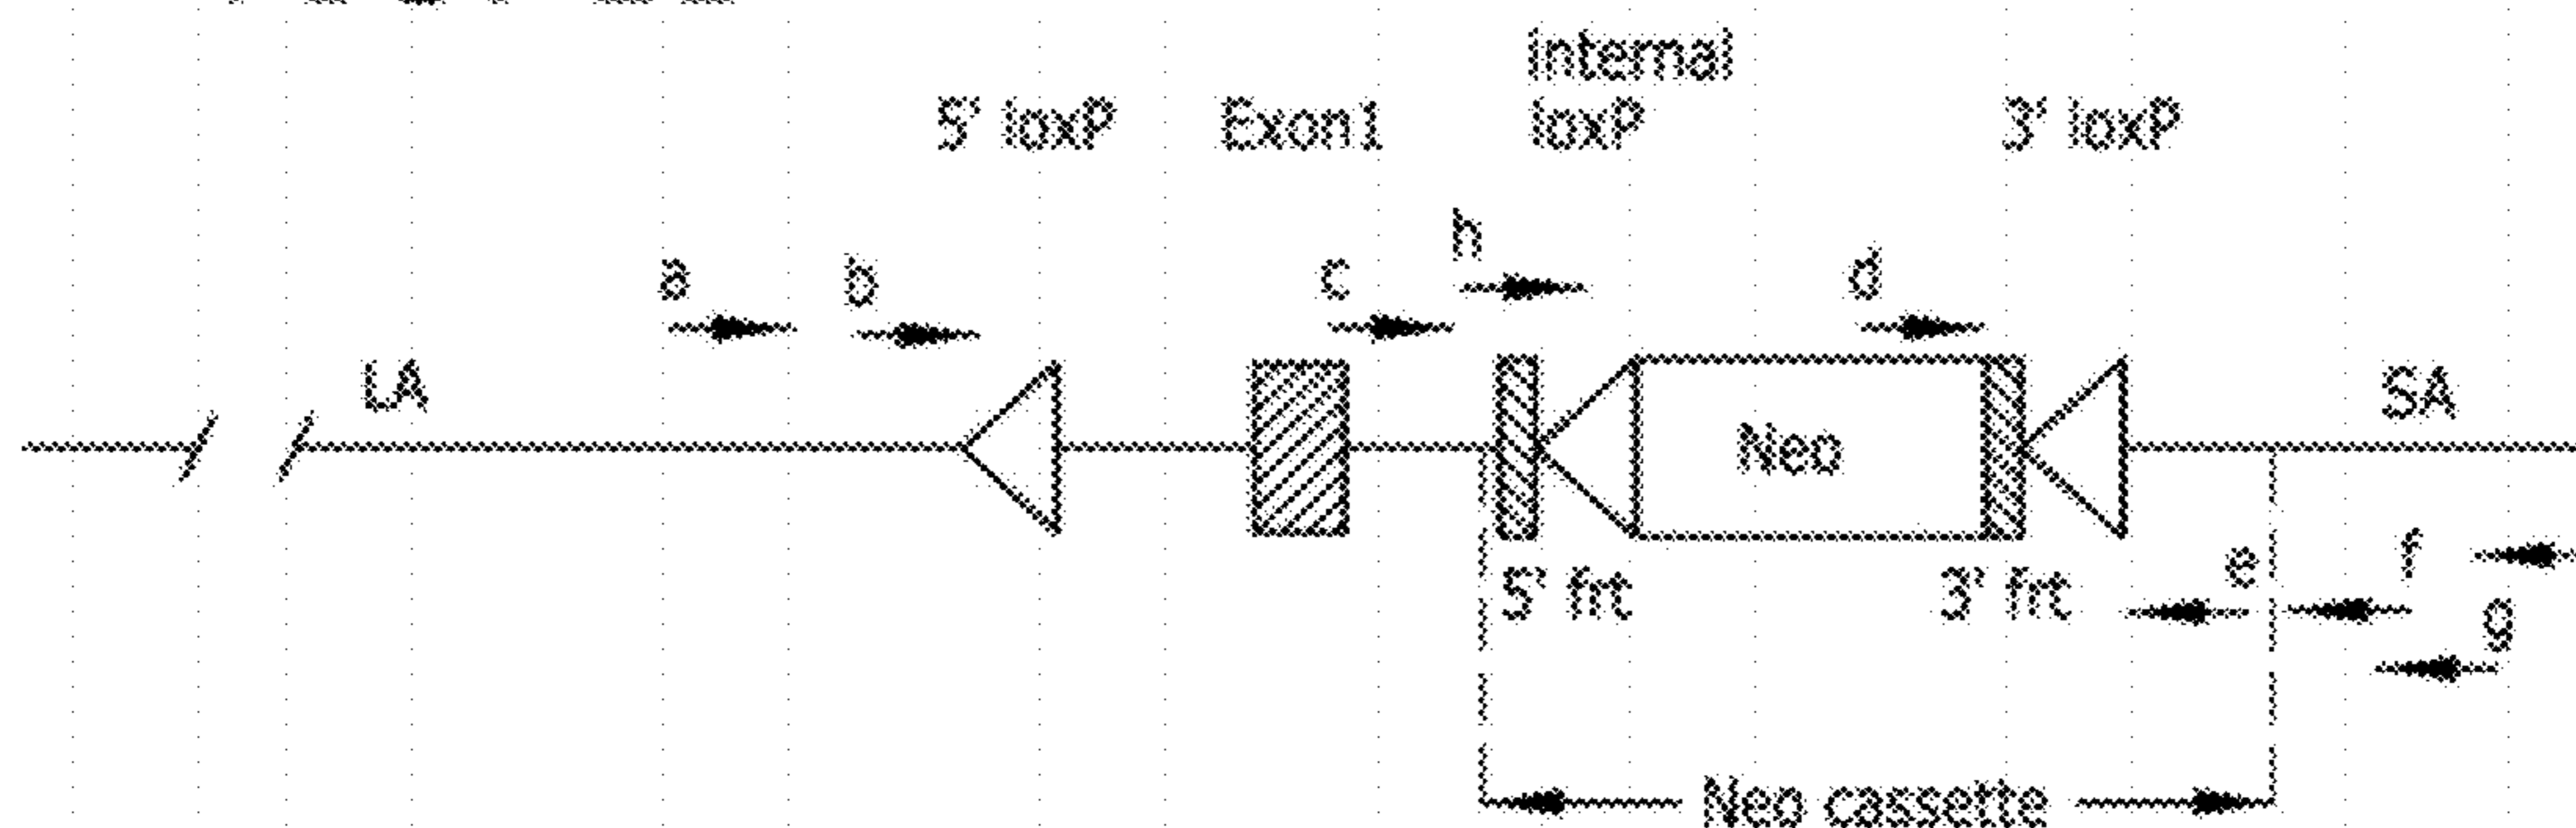 Internal
5' loxP Exon1 loxP 3' loxP
h
a b c d
LA SA
Neo
5' frt 3' frt e f
g
Neo cassette